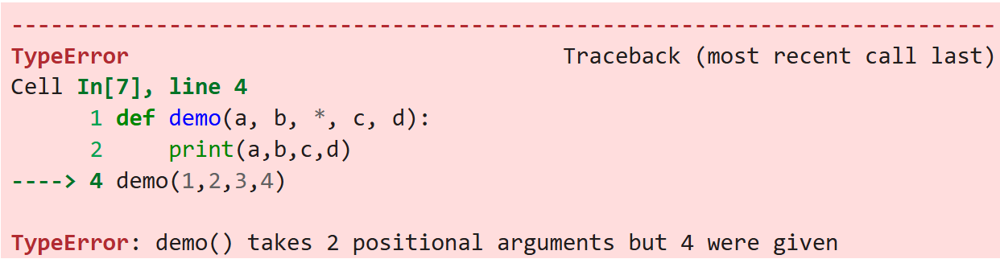 ---------------------------------------------------------------------------
TypeError Traceback (most recent call last)
Cell In[7], line 4
1 def demo(a, b, *, c, d):
2     print(a,b,c,d)
----> 4 demo(1,2,3,4)
TypeError: demo() takes 2 positional arguments but 4 were given